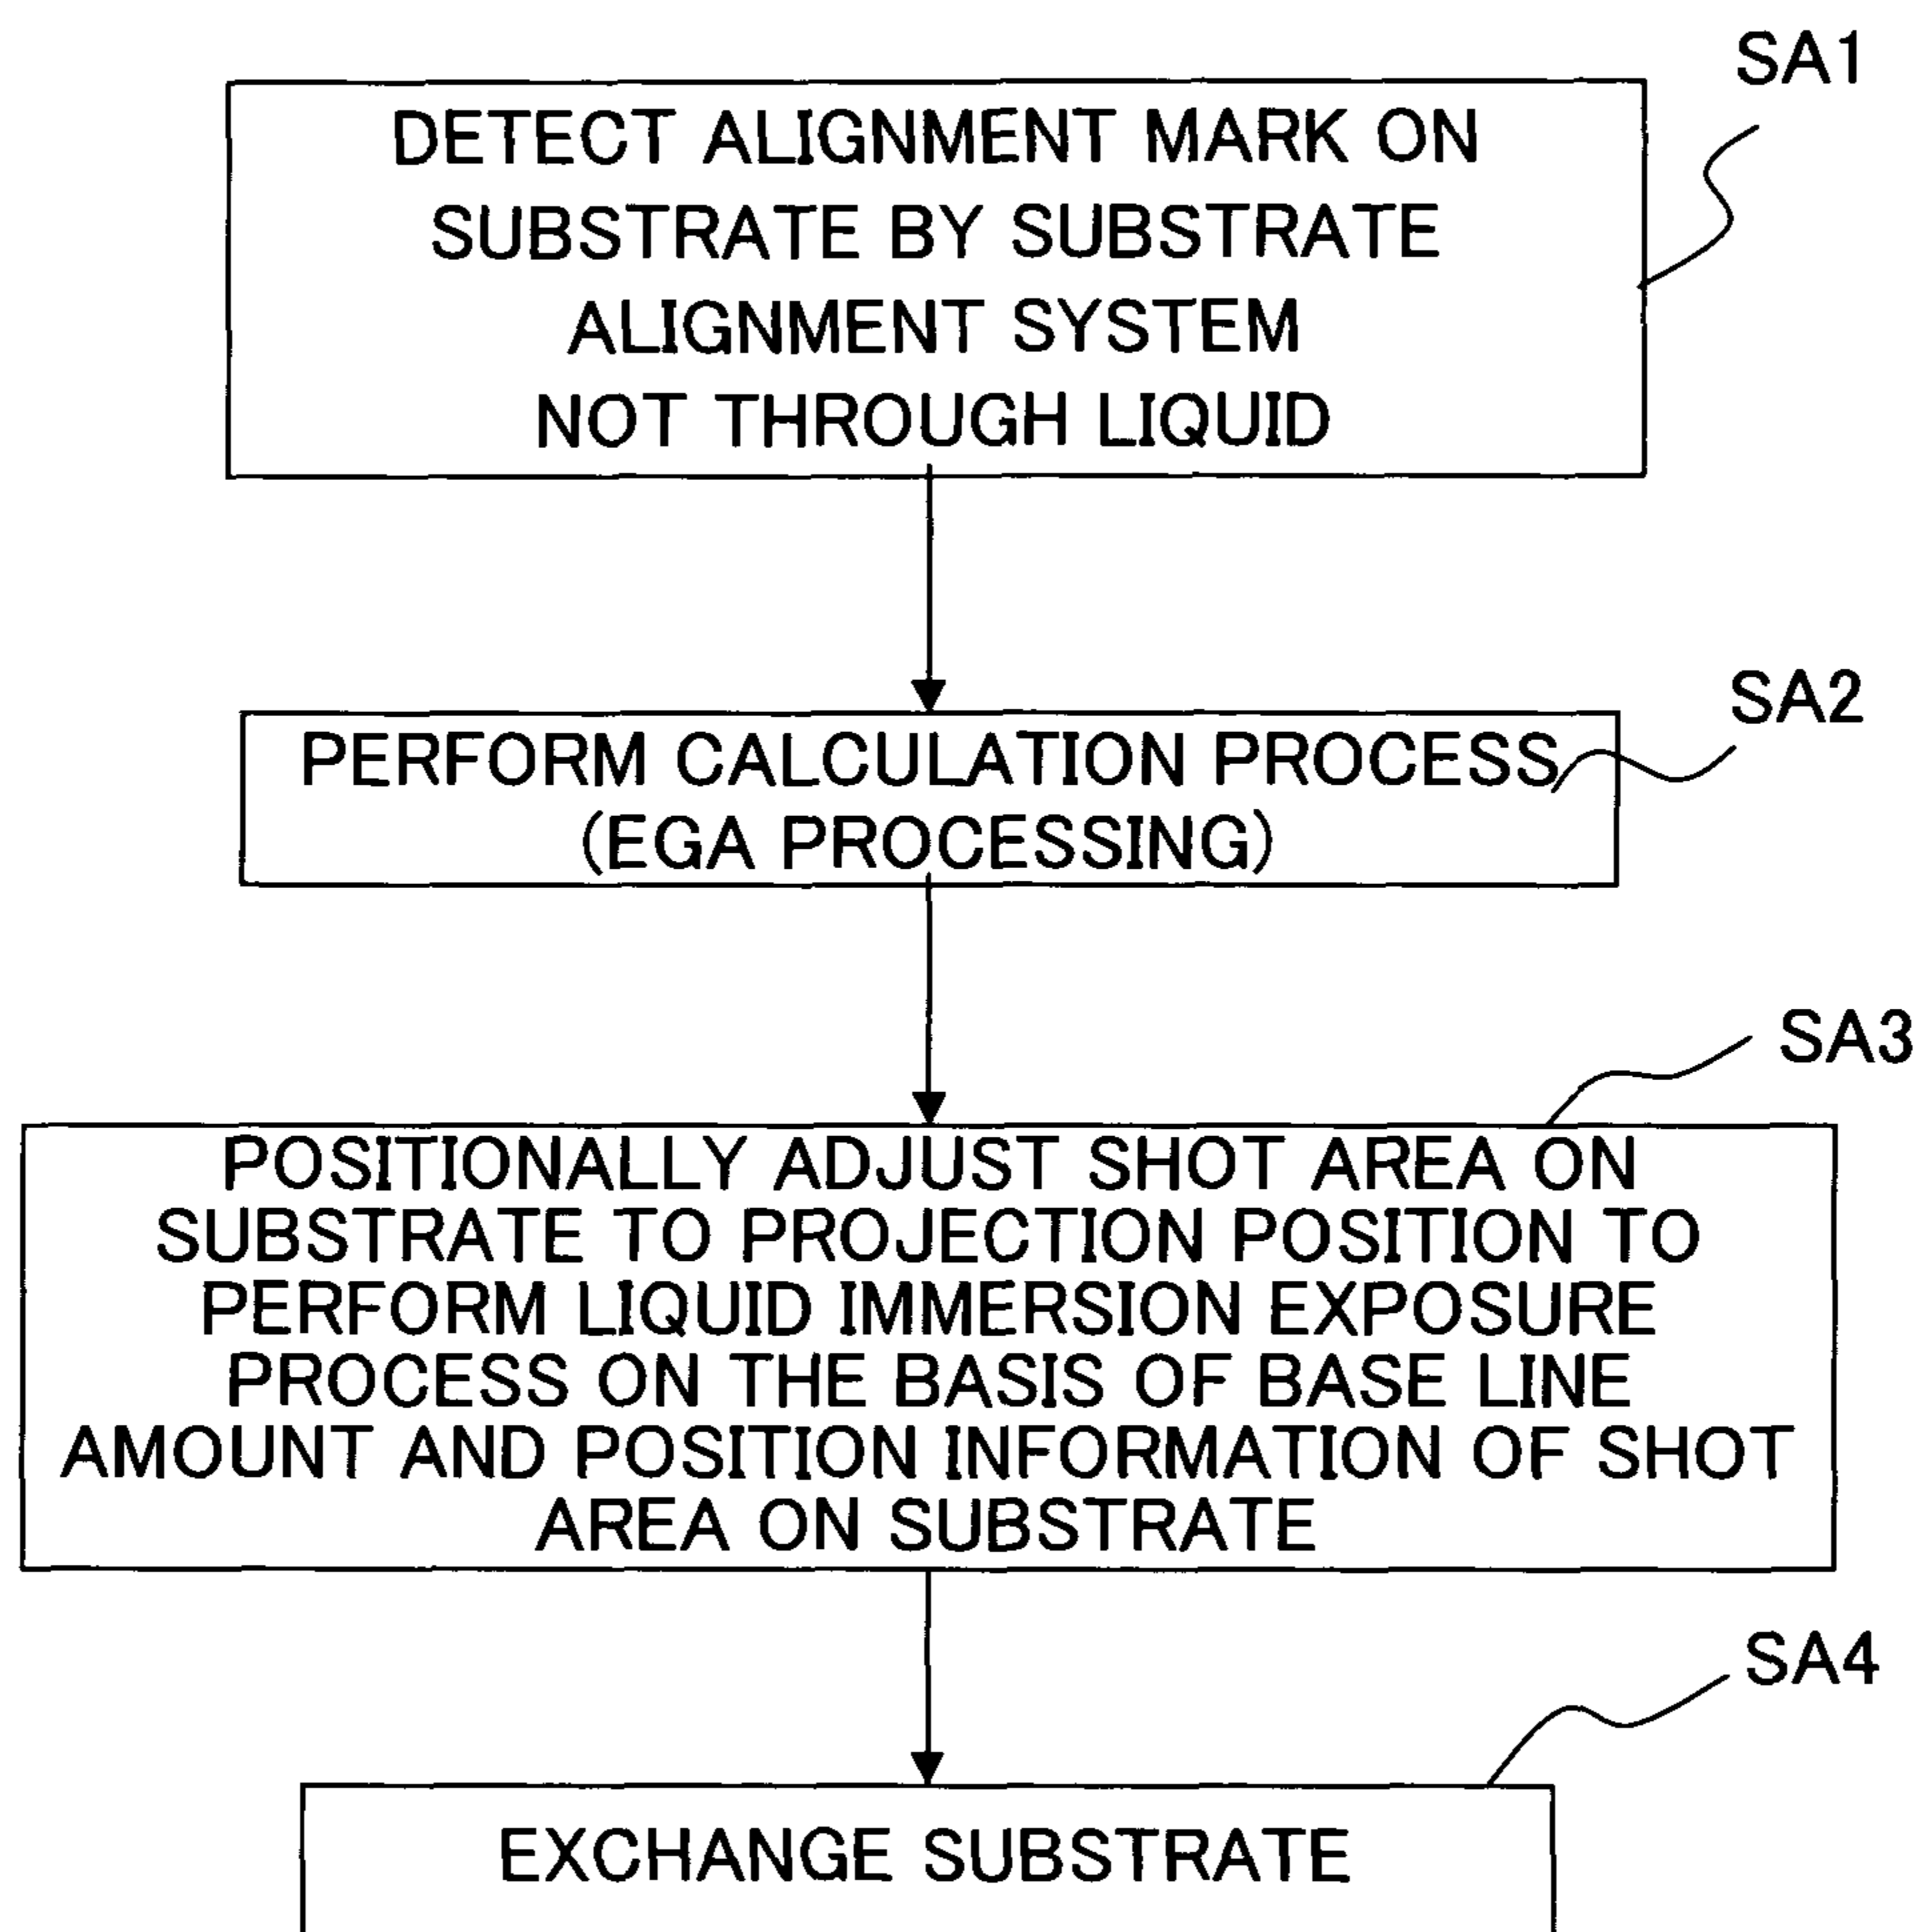 SA1
DETECT ALIGNMENT MARK ON
SUBSTRATE BY SUBSTRATE
ALIGNMENT SYSTEM
NOT THROUGH LIQUID
SA2
PERFORM CALCULATION PROCESS
(EGA PROCESSING)
SA3
POSITIONALLY ADJUST SHOT AREA ON
SUBSTRATE TO PROJECTION POSITION TO
PERFORM LIQUID IMMERSION EXPOSURE
PROCESS ON THE BASIS OF BASE LINE
AMOUNT AND POSITION INFORMATION OF SHOT
AREA ON SUBSTRATE
SA4
EXCHANGE SUBSTRATE